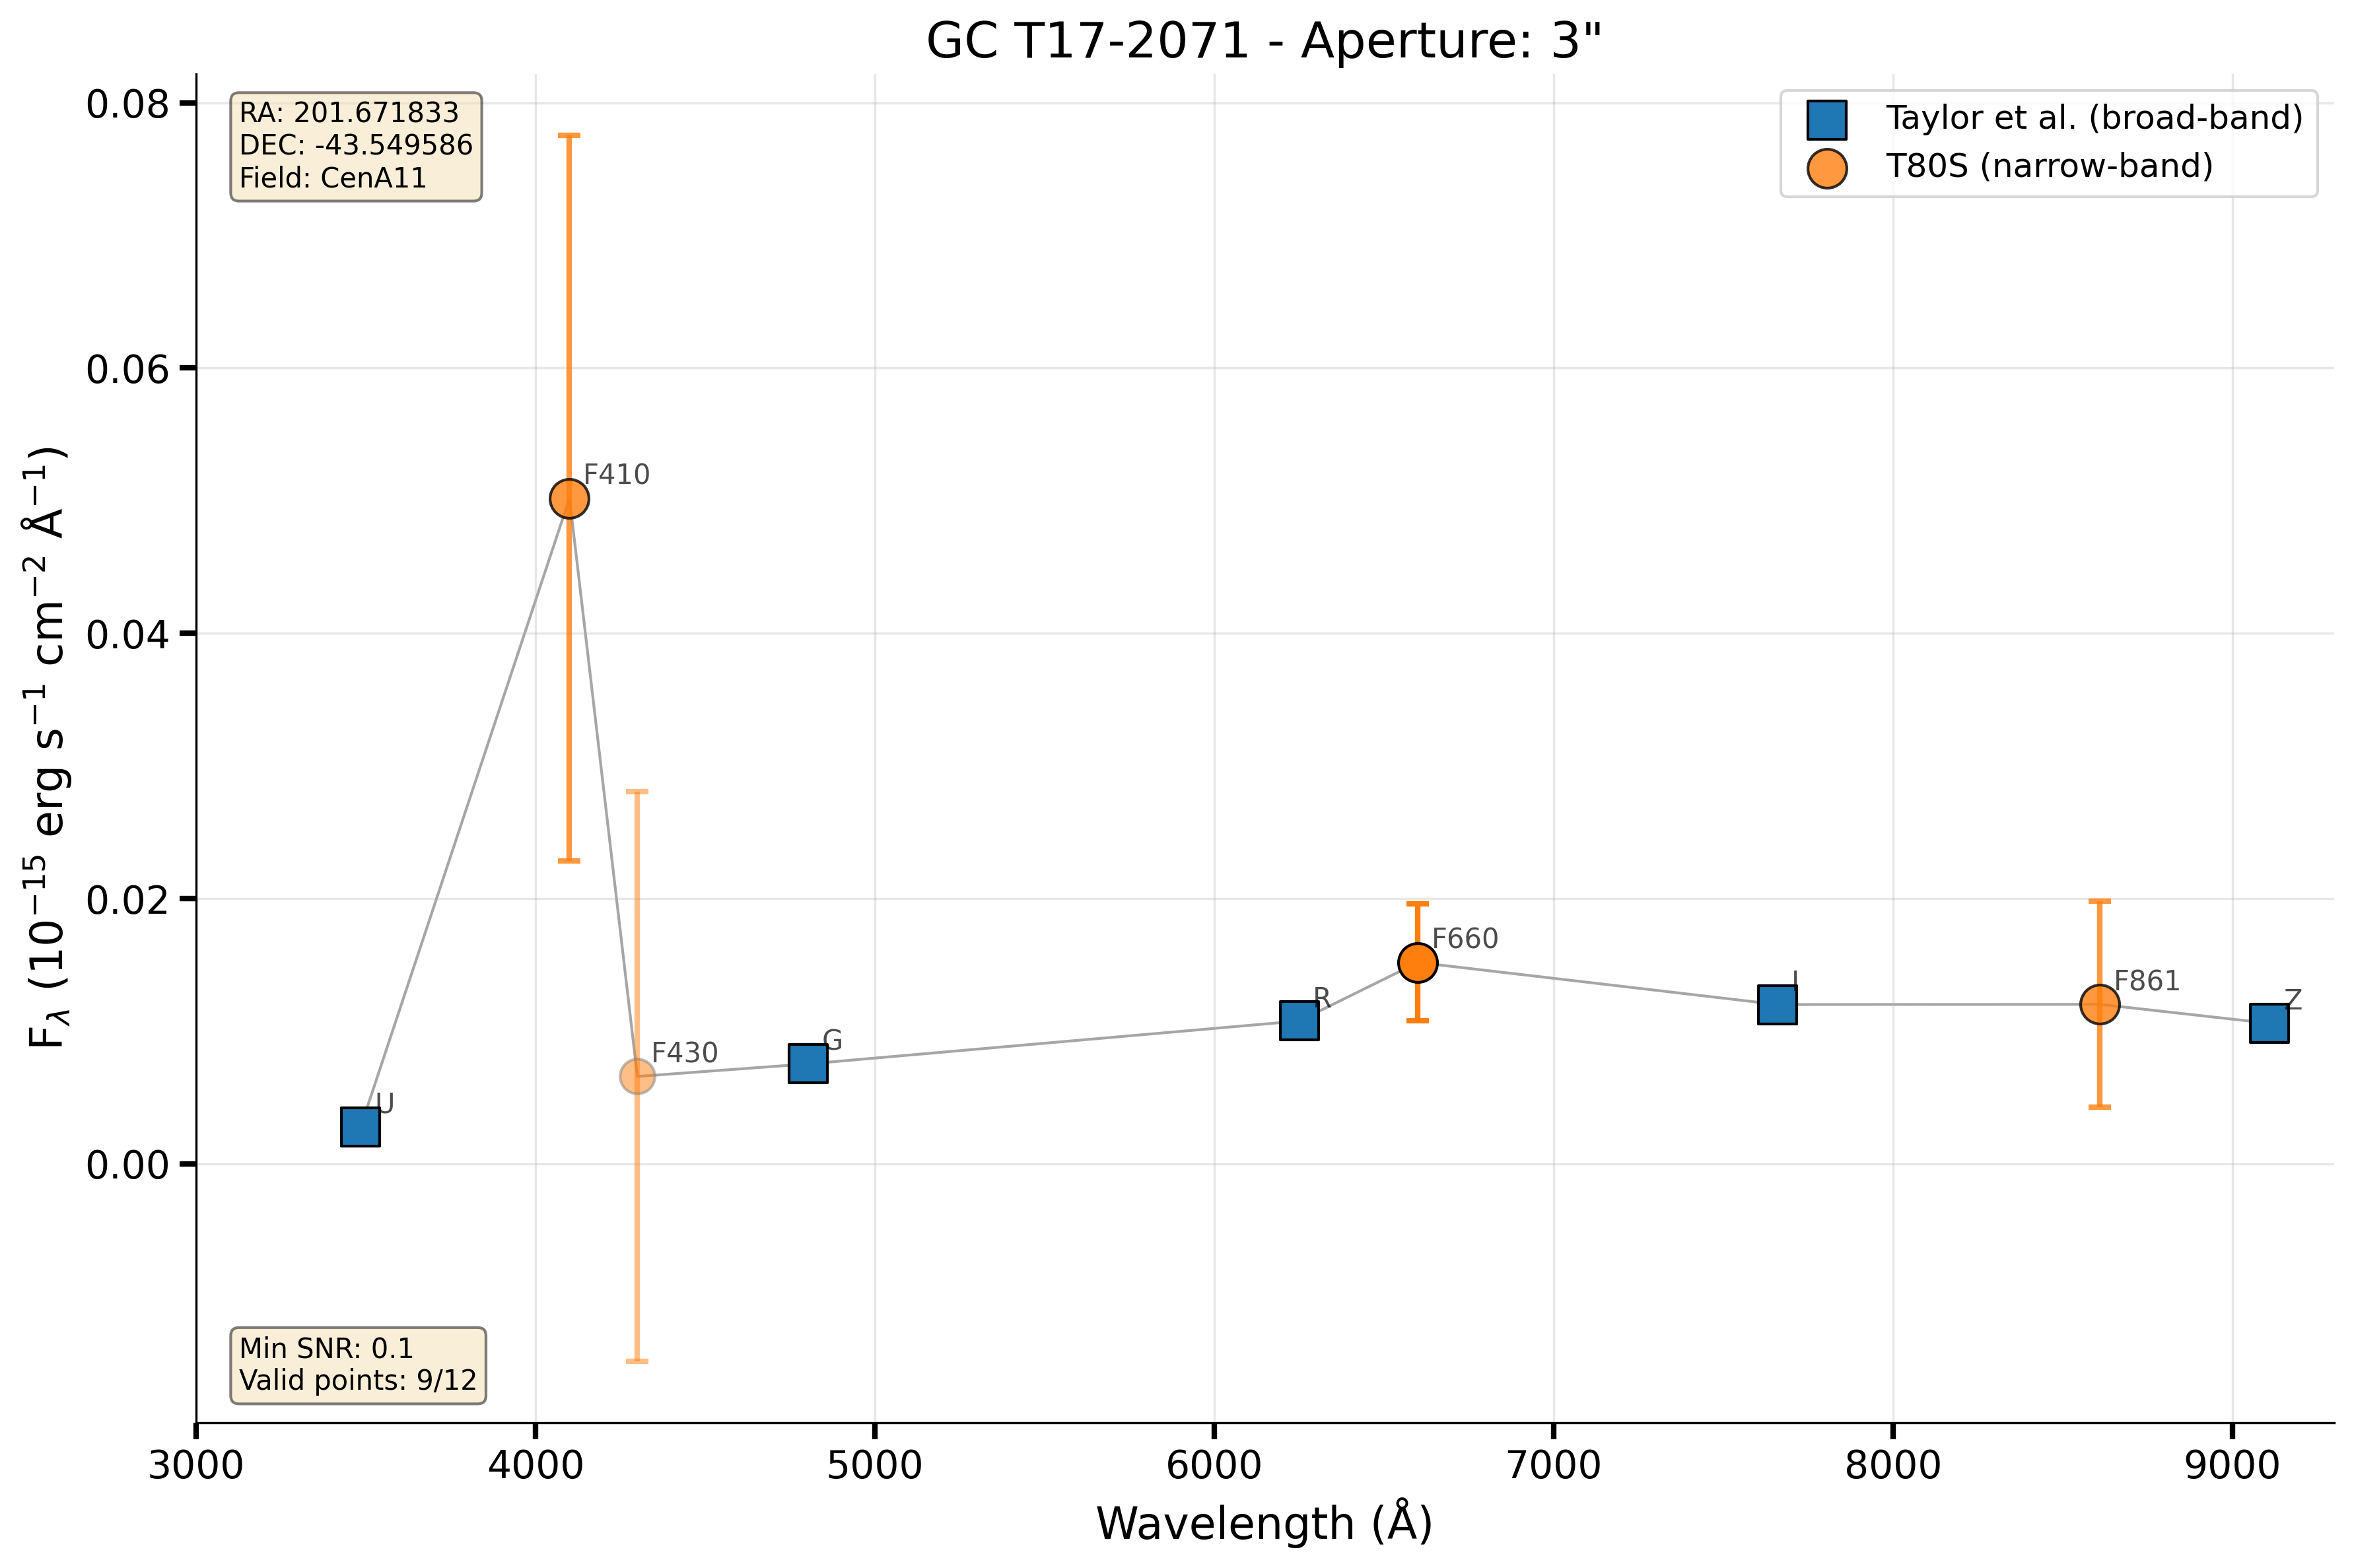 GC T17-2071 - Aperture: 3"
RA: 201.671833
DEC: -43.549586
Field: CenA11
Taylor et al. (broad-band)
T80S (narrow-band)
F$_λ$ (10$^{-15}$ erg s$^{-1}$ cm$^{-2}$ Å$^{-1}$)
0.08
0.06
0.04
0.02
0.00
U
F410
F430
G
R
F660
I
F861
Z
Min SNR: 0.1
Valid points: 9/12
3000 4000 5000 6000 7000 8000 9000
Wavelength (Å)